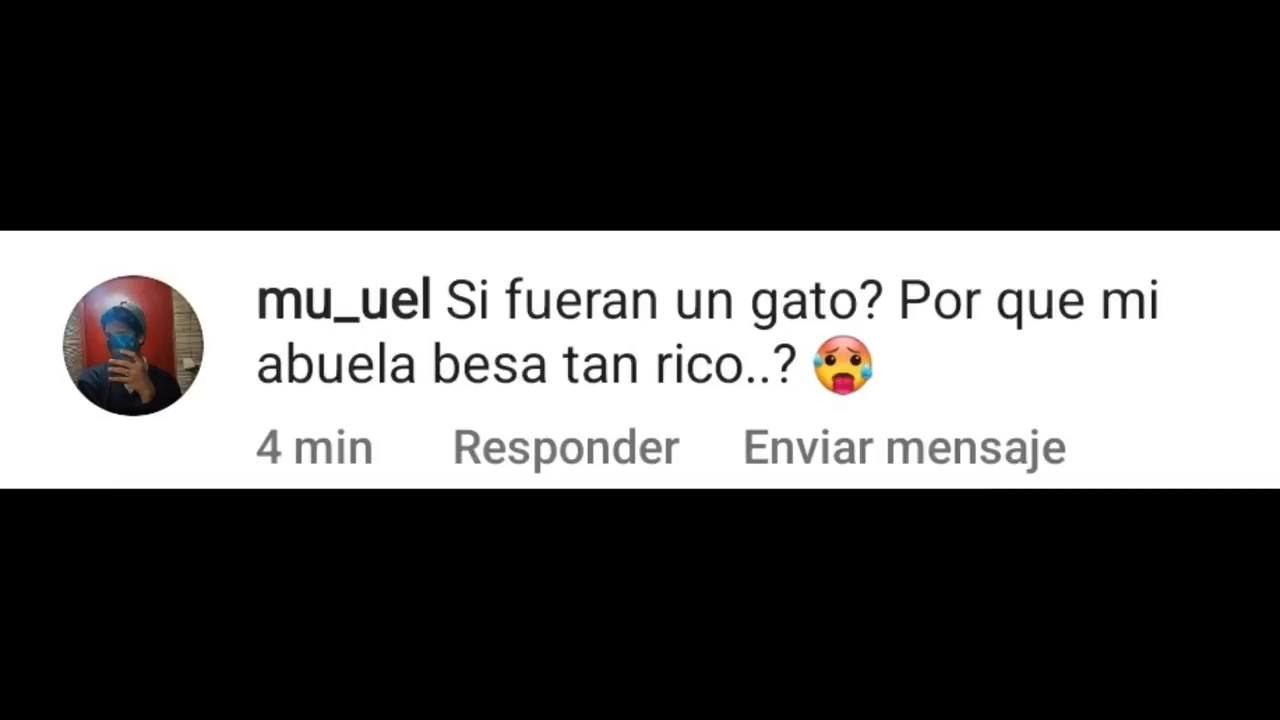 mu_uel Si fueran un gato? Por que mi
abuela besa tan rico..? 🥵
4 min Responder Enviar mensaje